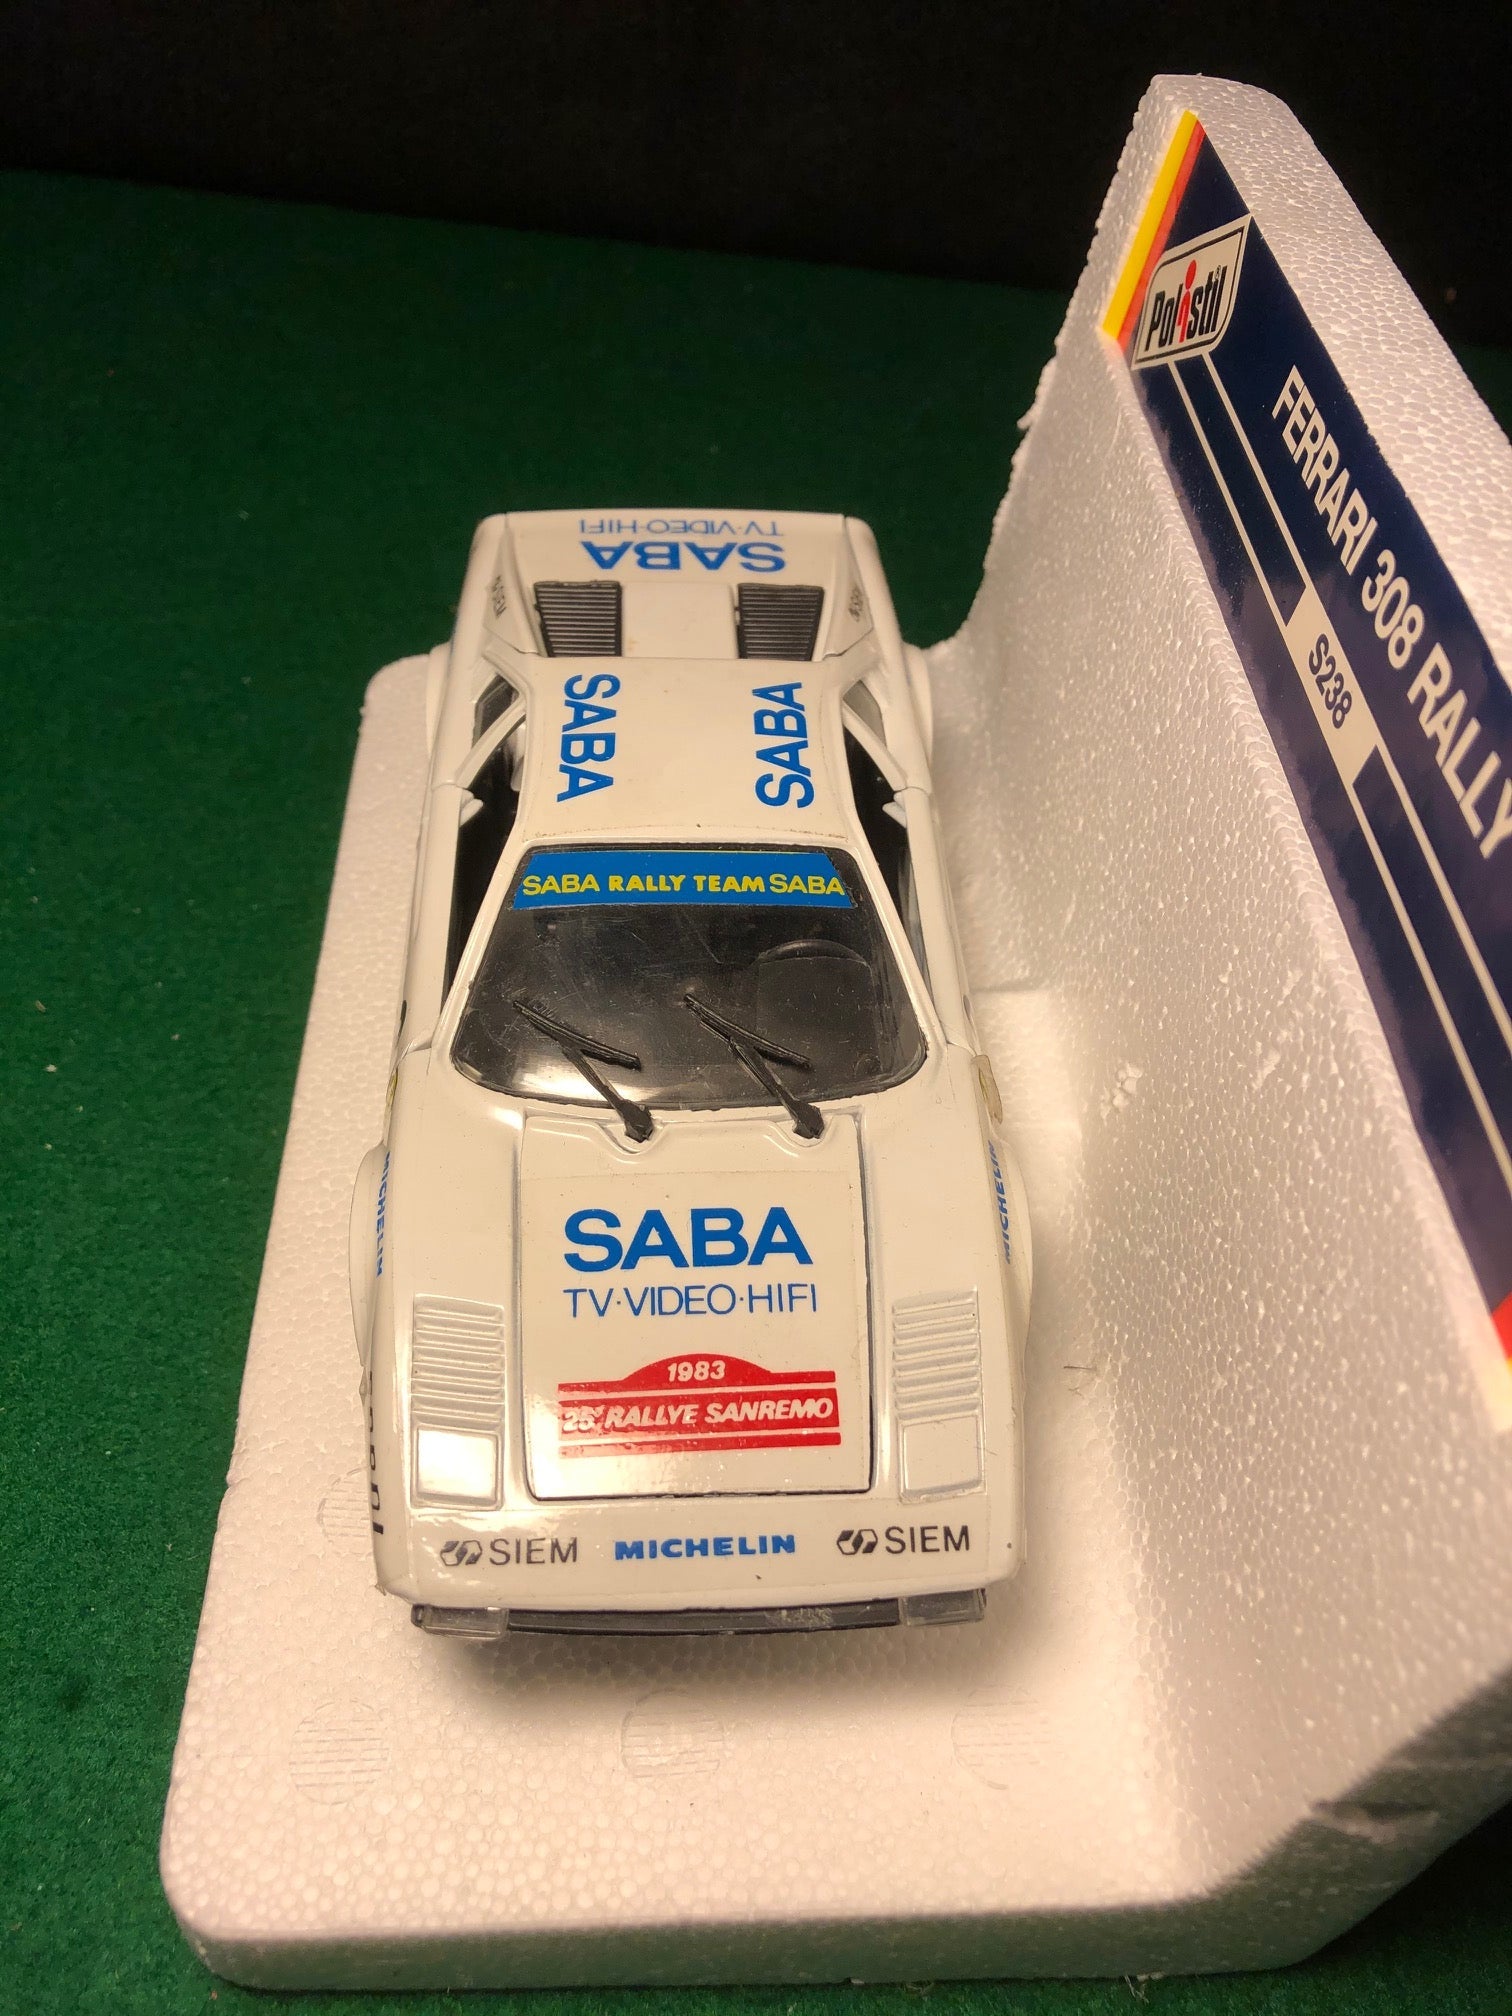 Polistil
FERRARI 308 RALLY
S238
TV·VIDEO·HIFI
SABA
SABA
SABA
SABA RALLY TEAM SABA
MICHELIN
MICHELIN
SABA
TV·VIDEO·HIFI
1983
25° RALLYE SANREMO
SIEM
MICHELIN
SIEM